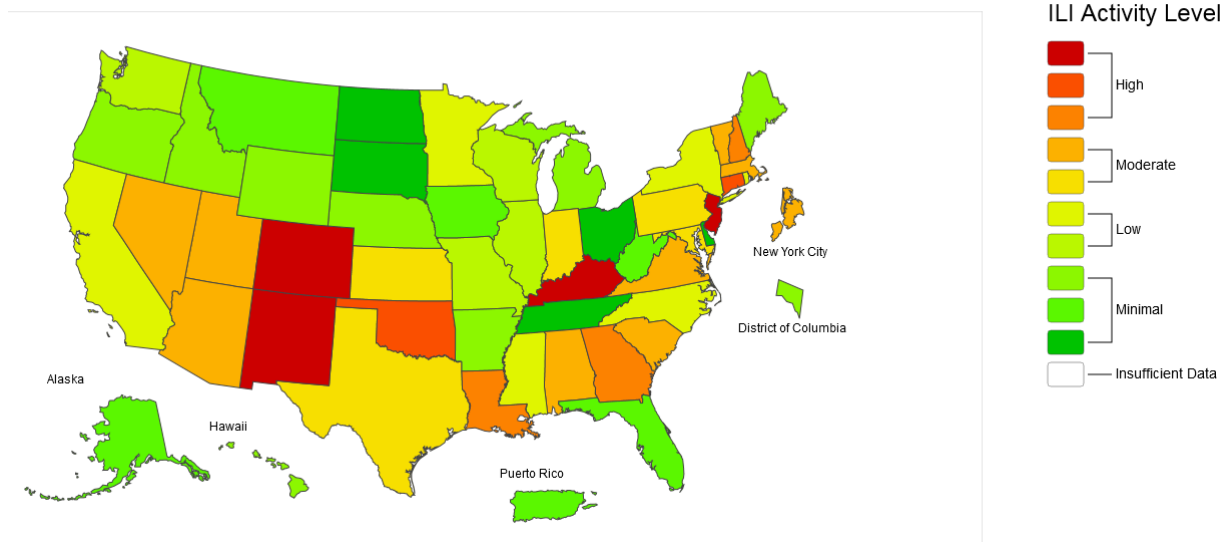 ILI Activity Level
High
Moderate
Low
Minimal
Insufficient Data
New York City
District of Columbia
Alaska
Hawaii
Puerto Rico